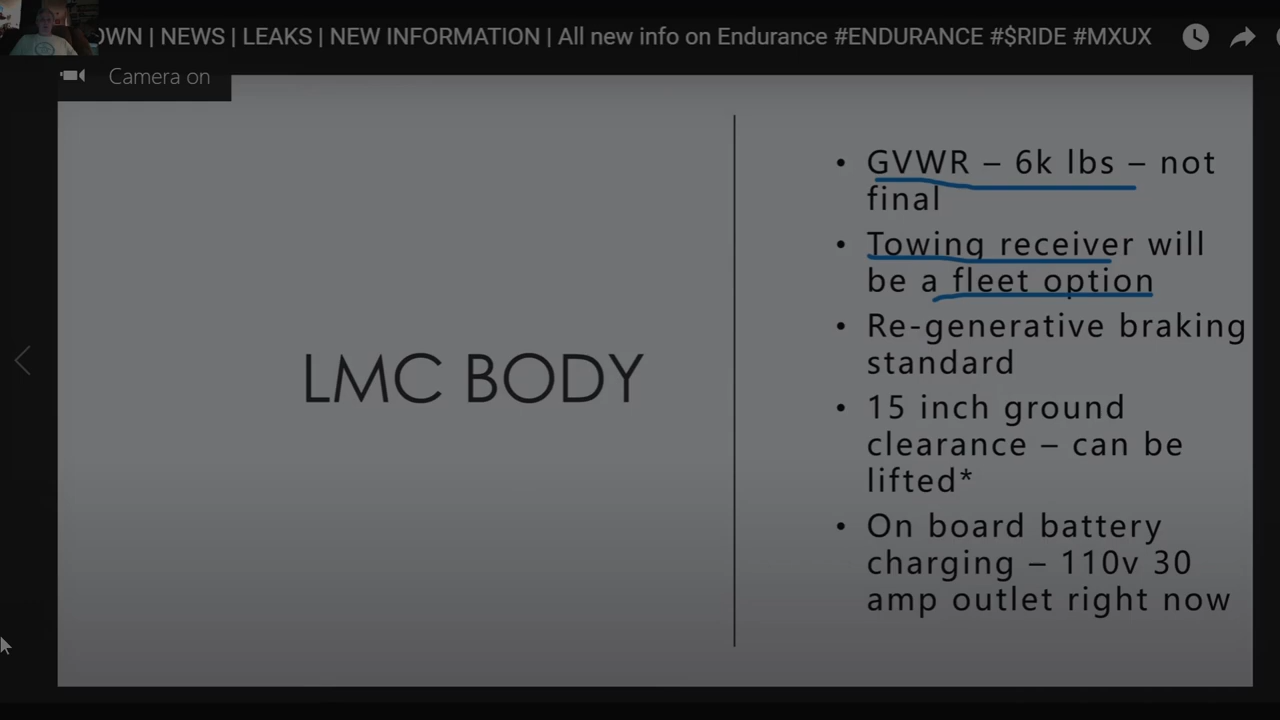 OWN | NEWS | LEAKS | NEW INFORMATION | All new info on Endurance #ENDURANCE #$RIDE #MXUX
Camera on
LMC BODY
• GVWR – 6k lbs – not
final
• Towing receiver will
be a fleet option
• Re-generative braking
standard
• 15 inch ground
clearance – can be
lifted*
• On board battery
charging – 110v 30
amp outlet right now